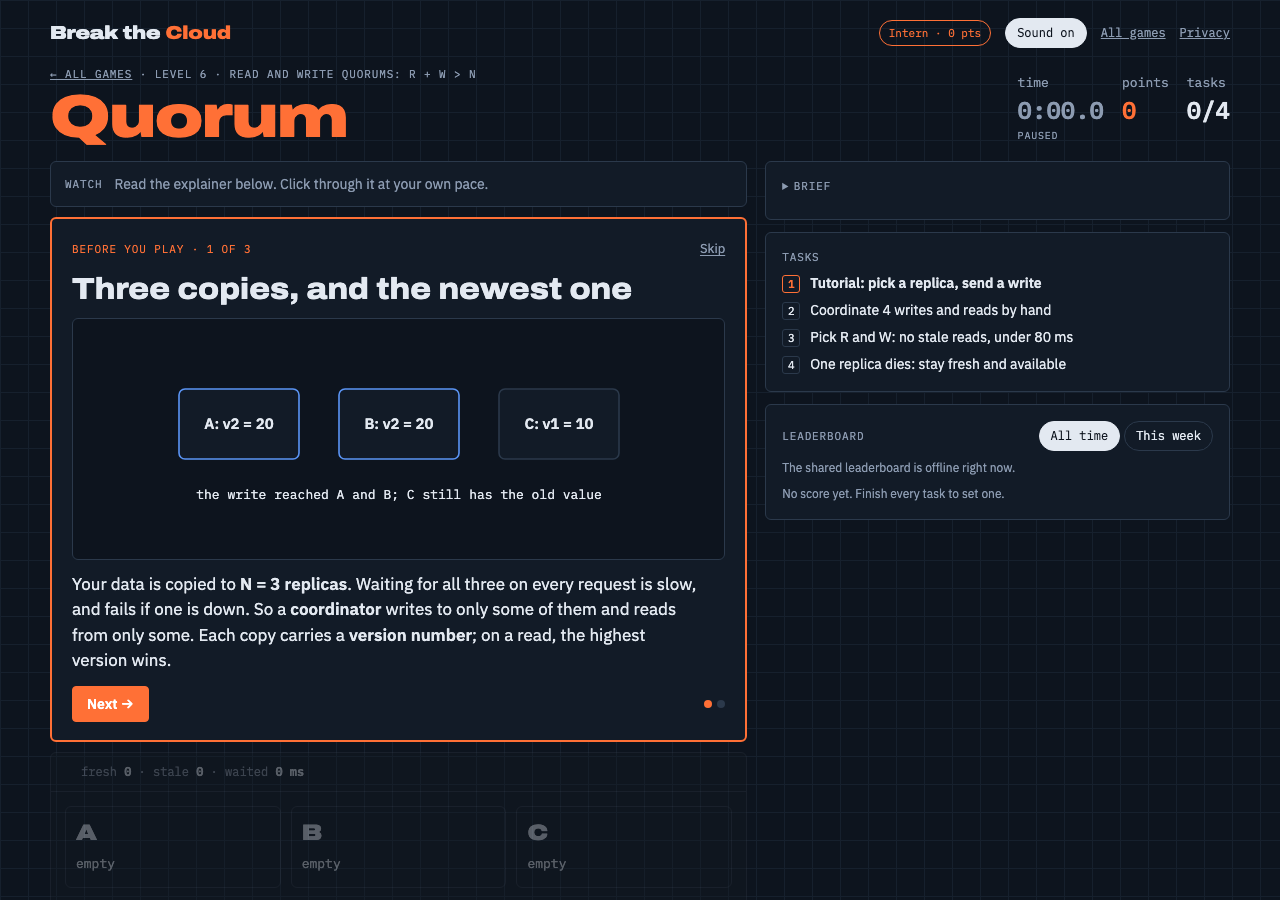 Break the Cloud
Intern · 0 pts
Sound on
All games
Privacy
← ALL GAMES · LEVEL 6 · READ AND WRITE QUORUMS: R + W > N
Quorum
time
points
tasks
0:00.0
0
0/4
PAUSED
WATCH Read the explainer below. Click through it at your own pace.
BEFORE YOU PLAY · 1 OF 3
Skip
Three copies, and the newest one
A: v2 = 20
B: v2 = 20
C: v1 = 10
the write reached A and B; C still has the old value
Your data is copied to N = 3 replicas. Waiting for all three on every request is slow,
and fails if one is down. So a coordinator writes to only some of them and reads
from only some. Each copy carries a version number; on a read, the highest
version wins.
Next →
fresh 0 · stale 0 · waited 0 ms
A
empty
B
empty
C
empty
▶ BRIEF
TASKS
1 Tutorial: pick a replica, send a write
2 Coordinate 4 writes and reads by hand
3 Pick R and W: no stale reads, under 80 ms
4 One replica dies: stay fresh and available
LEADERBOARD
All time
This week
The shared leaderboard is offline right now.
No score yet. Finish every task to set one.